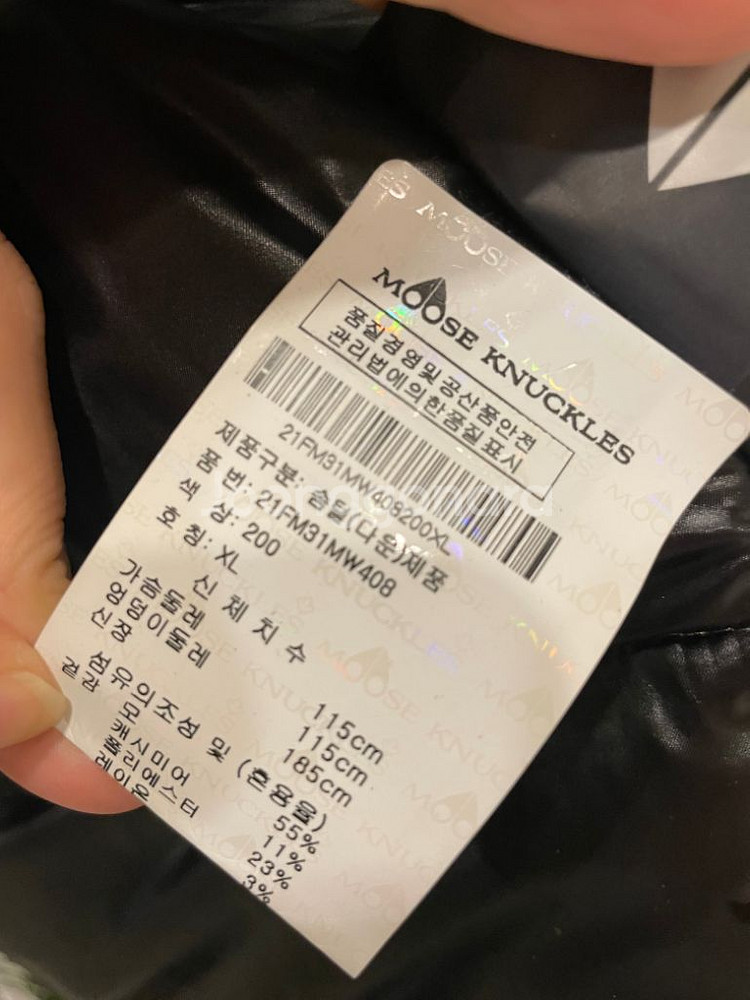 MOOSE KNUCKLES
품질경영및공산품안전
관리법에의한품질표시
21FM31MW408200XL
제품구분: 솜털(다운)제품
품 번: 21FM31MW408
색 상: 200
호 칭: XL
신 체 치 수
가슴둘레 115cm
엉덩이둘레 115cm
신장 185cm
섬유의조성 및 (혼용율)
겉감 모 55%
캐시미어 11%
폴리에스터 23%
레이온 3%